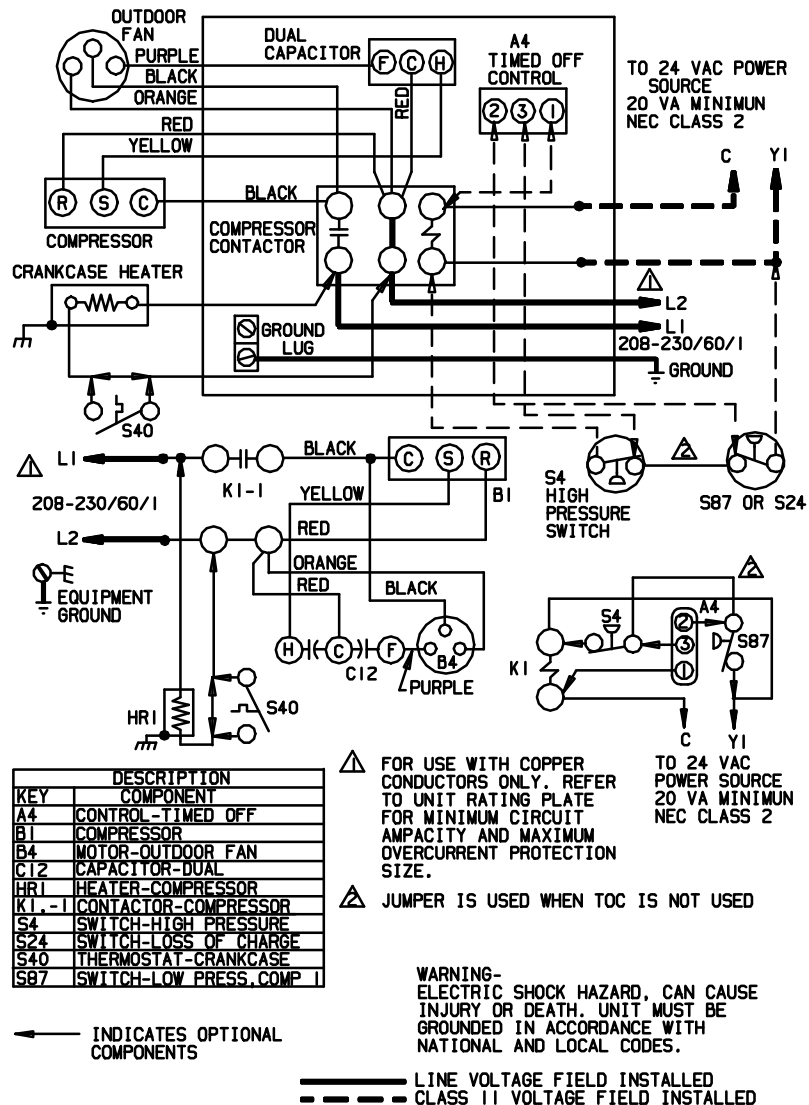 OUTDOOR
FAN
PURPLE
BLACK
ORANGE
RED
YELLOW
DUAL
CAPACITOR
F C H
RED
A4
TIMED OFF
CONTROL
2 3 1
TO 24 VAC POWER
SOURCE
20 VA MINIMUN
NEC CLASS 2
C Y1
R S C
COMPRESSOR
BLACK
COMPRESSOR
CONTACTOR
CRANKCASE HEATER
S40
GROUND
LUG
1
L2
L1
208-230/60/1
GROUND
1
L1
208-230/60/1
L2
K1-1
BLACK
C S R
B1
YELLOW
RED
ORANGE
RED
BLACK
EQUIPMENT
GROUND
H C F
C12
B4
PURPLE
HR1
S40
S4
HIGH
PRESSURE
SWITCH
2
S87 OR S24
2
S4
A4
2
3
1
S87
K1
C Y1
TO 24 VAC
POWER SOURCE
20 VA MINIMUN
NEC CLASS 2
DESCRIPTION
KEY COMPONENT
A4 CONTROL-TIMED OFF
B1 COMPRESSOR
B4 MOTOR-OUTDOOR FAN
C12 CAPACITOR-DUAL
HR1 HEATER-COMPRESSOR
K1,-1 CONTACTOR-COMPRESSOR
S4 SWITCH-HIGH PRESSURE
S24 SWITCH-LOSS OF CHARGE
S40 THERMOSTAT-CRANKCASE
S87 SWITCH-LOW PRESS,COMP 1
INDICATES OPTIONAL
COMPONENTS
1 FOR USE WITH COPPER
CONDUCTORS ONLY. REFER
TO UNIT RATING PLATE
FOR MINIMUM CIRCUIT
AMPACITY AND MAXIMUM
OVERCURRENT PROTECTION
SIZE.
2 JUMPER IS USED WHEN TOC IS NOT USED
WARNING-
ELECTRIC SHOCK HAZARD, CAN CAUSE
INJURY OR DEATH. UNIT MUST BE
GROUNDED IN ACCORDANCE WITH
NATIONAL AND LOCAL CODES.
LINE VOLTAGE FIELD INSTALLED
CLASS II VOLTAGE FIELD INSTALLED